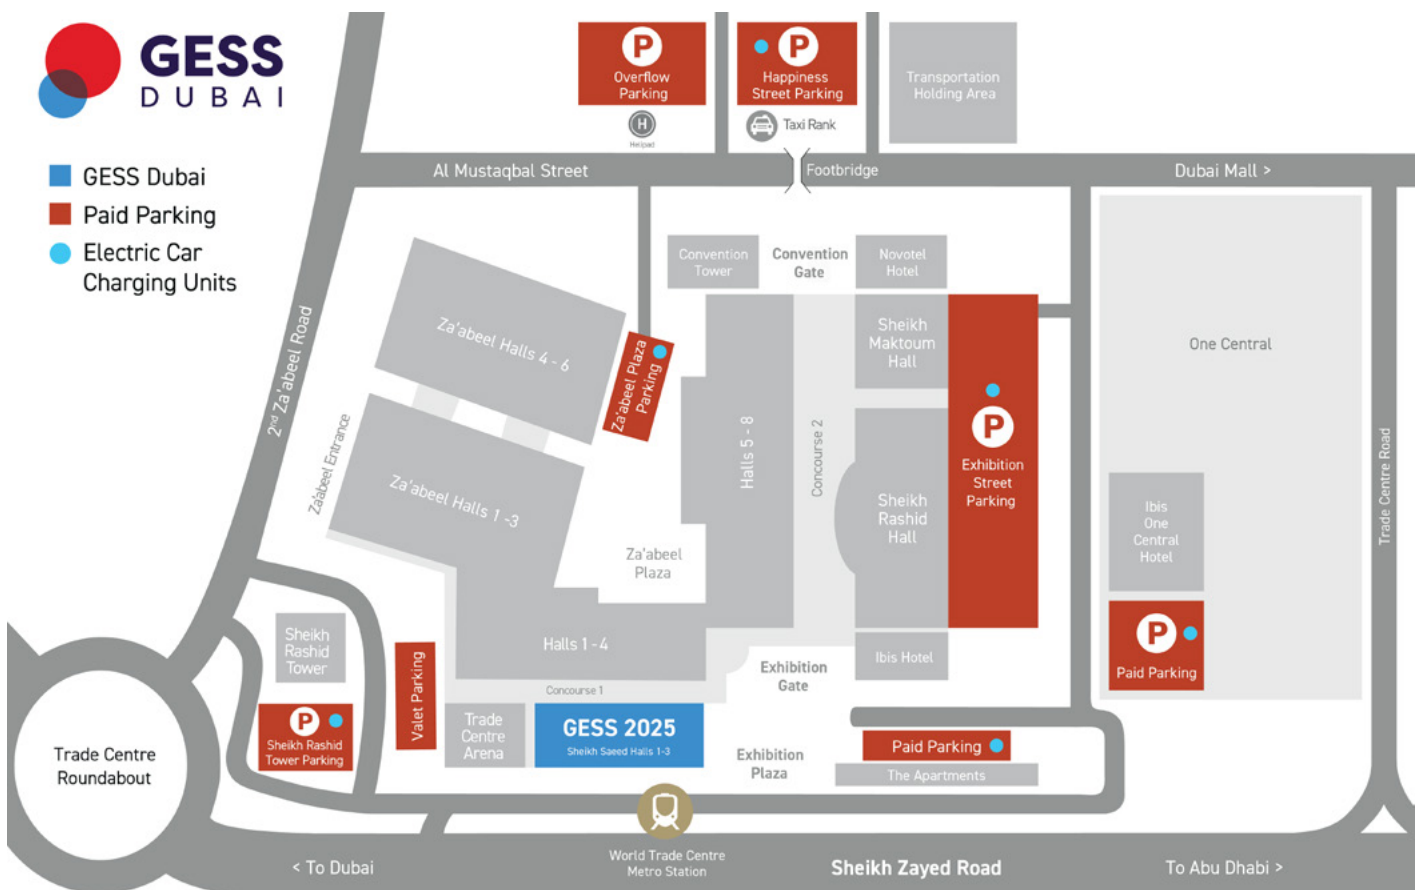 GESS
DUBAI
GESS Dubai
Paid Parking
Electric Car
Charging Units
P
Overflow
Parking
H
Helipad
P
Happiness
Street Parking
Taxi Rank
Transportation
Holding Area
Al Mustaqbal Street
Footbridge
Dubai Mall >
2nd Za'abeel Road
Convention
Tower
Convention
Gate
Novotel
Hotel
Za'abeel Halls 4 - 6
Za'abeel Plaza
Parking
Sheikh
Maktoum
Hall
One Central
Za'abeel Entrance
Za'abeel Halls 1 -3
Halls 5 - 8
Concourse 2
P
Exhibition
Street
Parking
Sheikh
Rashid
Hall
Ibis
One
Central
Hotel
Trade Centre Road
Za'abeel
Plaza
Sheikh
Rashid
Tower
Valet Parking
Halls 1 - 4
Exhibition
Gate
Ibis Hotel
P
Paid Parking
Concourse 1
P
Sheikh Rashid
Tower Parking
Trade
Centre
Arena
GESS 2025
Sheikh Saeed Halls 1-3
Exhibition
Plaza
Paid Parking
The Apartments
Trade Centre
Roundabout
World Trade Centre
Metro Station
< To Dubai
Sheikh Zayed Road
To Abu Dhabi >